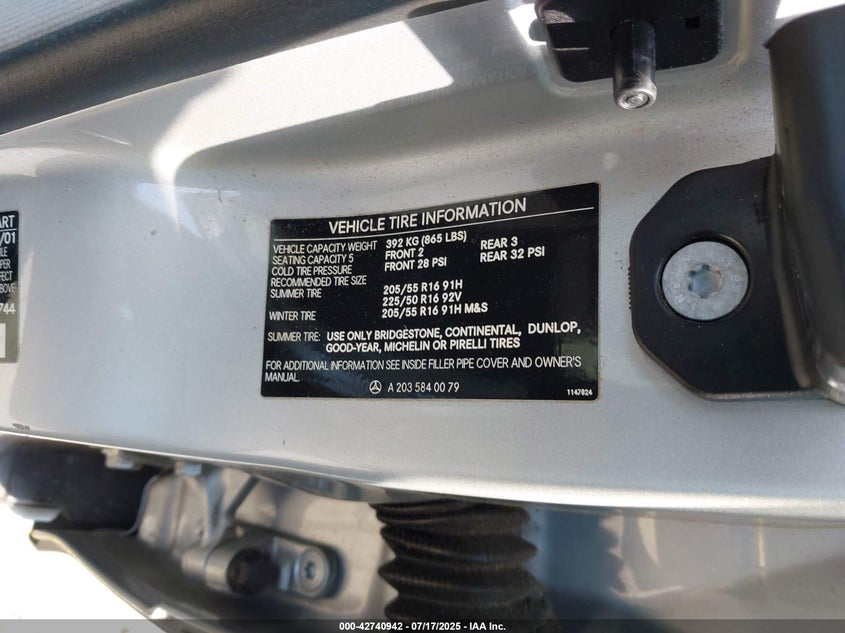 VEHICLE TIRE INFORMATION
VEHICLE CAPACITY WEIGHT 392 KG (865 LBS)
SEATING CAPACITY 5 FRONT 2 REAR 3
COLD TIRE PRESSURE FRONT 28 PSI REAR 32 PSI
RECOMMENDED TIRE SIZE
SUMMER TIRE 205/55 R16 91H
225/50 R16 92V
WINTER TIRE 205/55 R16 91H M&S
SUMMER TIRE: USE ONLY BRIDGESTONE, CONTINENTAL, DUNLOP,
GOOD-YEAR, MICHELIN OR PIRELLI TIRES
FOR ADDITIONAL INFORMATION SEE INSIDE FILLER PIPE COVER AND OWNER'S
MANUAL.
A 203 584 00 79
1147824
ART
/01
ABOVE
744
000-42740942 - 07/17/2025 - IAA Inc.